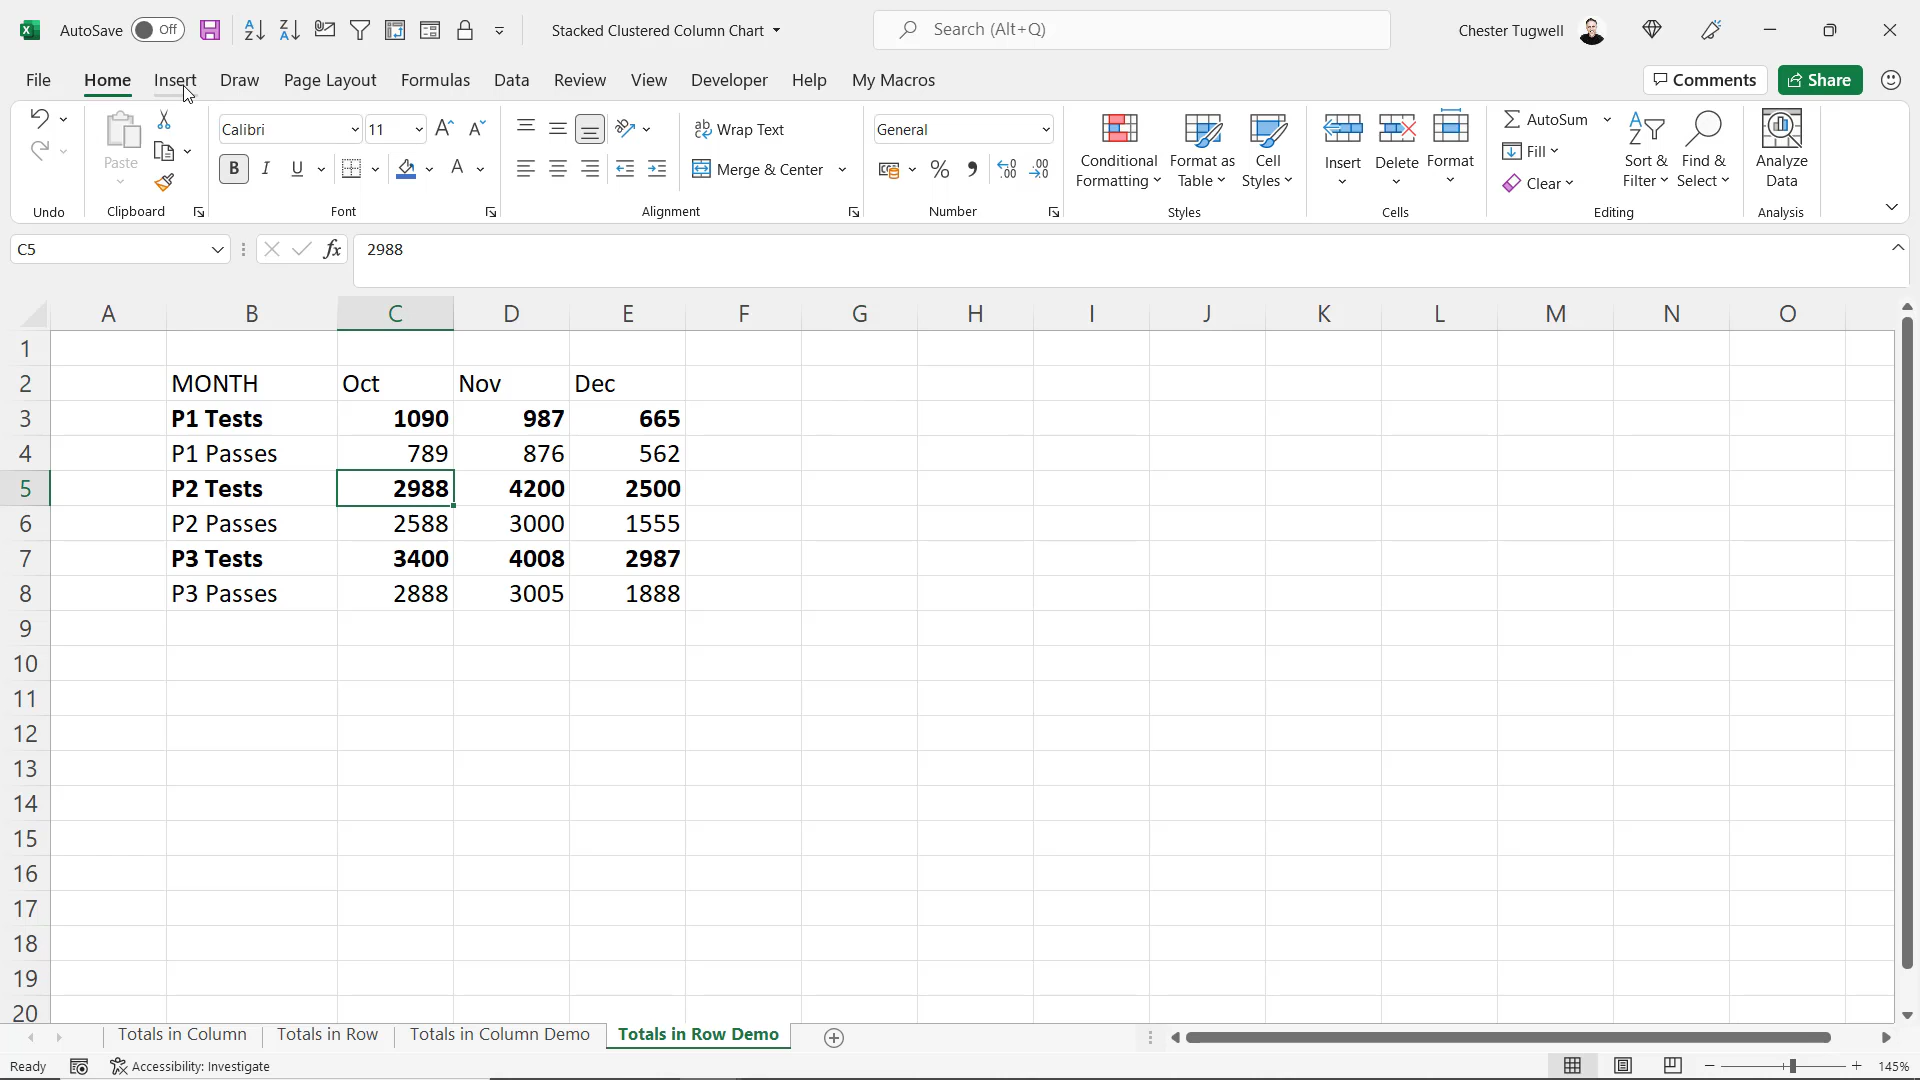 AutoSave Off Stacked Clustered Column Chart Search (Alt+Q) Chester Tugwell
File Home Insert Draw Page Layout Formulas Data Review View Developer Help My Macros Comments Share
Calibri 11 Wrap Text General
Paste B I U A Merge & Center % Conditional Formatting Format as Table Cell Styles Insert Delete Format AutoSum Fill Clear Sort & Filter Find & Select Analyze Data
Undo Clipboard Font Alignment Number Styles Cells Editing Analysis
C5 fx 2988
A B C D E F G H I J K L M N O
1
2 MONTH Oct Nov Dec
3 P1 Tests 1090 987 665
4 P1 Passes 789 876 562
5 P2 Tests 2988 4200 2500
6 P2 Passes 2588 3000 1555
7 P3 Tests 3400 4008 2987
8 P3 Passes 2888 3005 1888
9
10
11
12
13
14
15
16
17
18
19
20
Totals in Column Totals in Row Totals in Column Demo Totals in Row Demo
Ready Accessibility: Investigate 145%